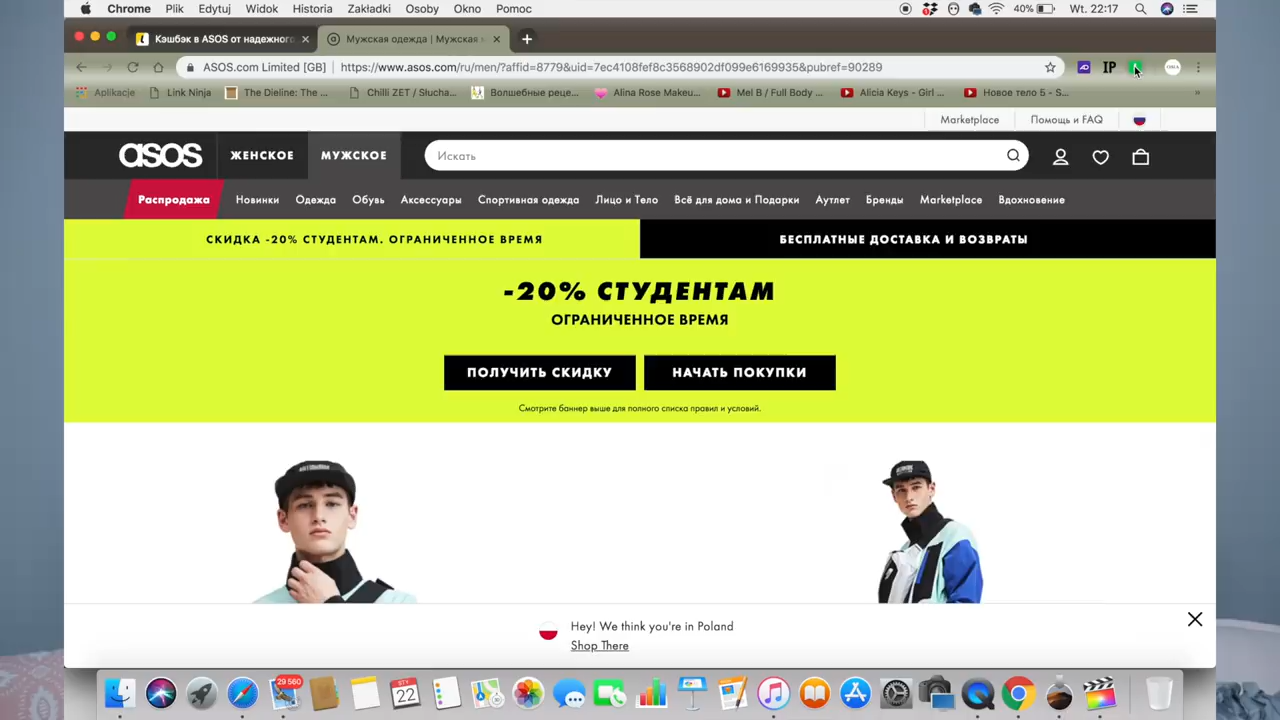 Chrome Plik Edytuj Widok Historia Zakładki Osoby Okno Pomoc 40% Wt. 22:17
Кэшбэк в ASOS от надежного Мужская одежда | Мужская
ASOS.com Limited [GB] https://www.asos.com/ru/men/?affid=8779&uid=7ec4108fef8c3568902df099e6169935&pubref=90289 IP
Aplikacje Link Ninja The Dieline: The ... Chilli ZET / Słucha... Волшебные реце... Alina Rose Makeu... Mel B / Full Body ... Alicia Keys - Girl ... Новое тело 5 - S...
Marketplace Помощь и FAQ
asos ЖЕНСКОЕ МУЖСКОЕ Искать
Распродажа Новинки Одежда Обувь Аксессуары Спортивная одежда Лицо и Тело Всё для дома и Подарки Аутлет Бренды Marketplace Вдохновение
СКИДКА -20% СТУДЕНТАМ. ОГРАНИЧЕННОЕ ВРЕМЯ БЕСПЛАТНЫЕ ДОСТАВКА И ВОЗВРАТЫ
-20% СТУДЕНТАМ
ОГРАНИЧЕННОЕ ВРЕМЯ
ПОЛУЧИТЬ СКИДКУ НАЧАТЬ ПОКУПКИ
Смотрите баннер выше для полного списка правил и условий.
Hey! We think you're in Poland
Shop There
29 560
STY
22